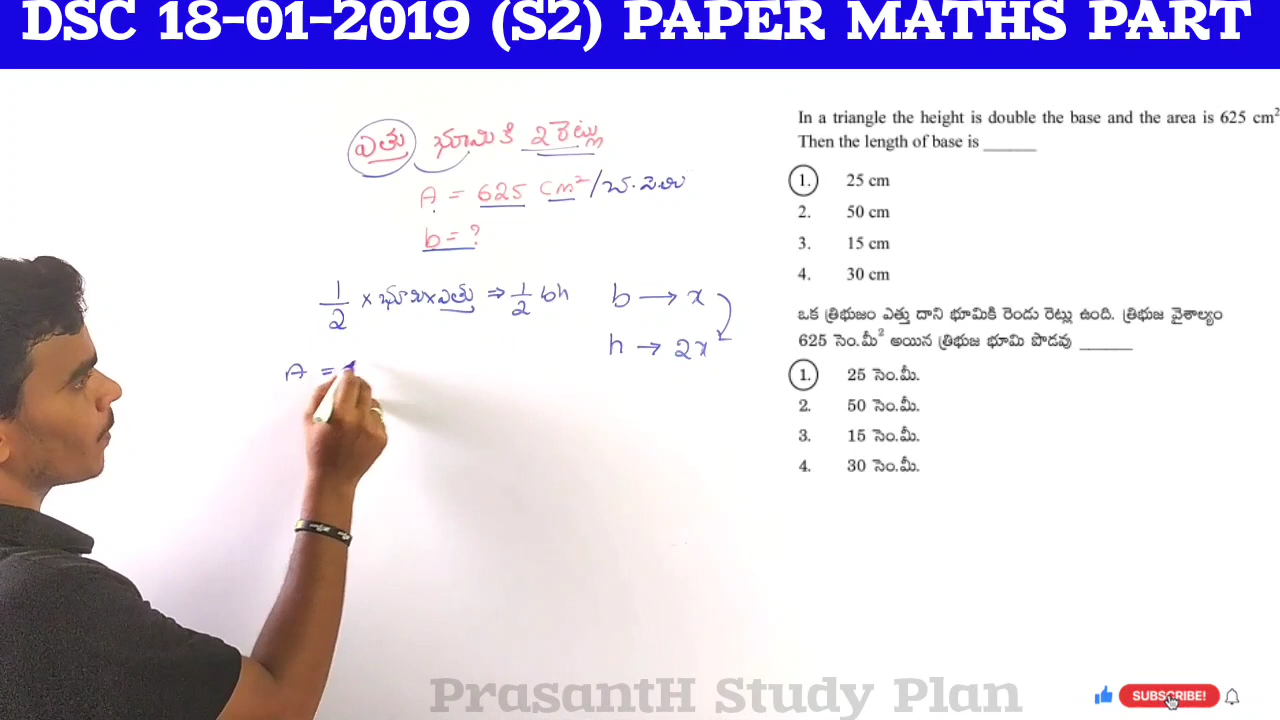 DSC 18-01-2019 (S2) PAPER MATHS PART
ఎత్తు భూమికి 2 రెట్లు
A = 625 cm² / చ.సె.మి
b = ?
1/2 × భూమి × ఎత్తు ⇒ 1/2 bh
b → x
h → 2x
A =
In a triangle the height is double the base and the area is 625 cm²
Then the length of base is ______
1. 25 cm
2. 50 cm
3. 15 cm
4. 30 cm
ఒక త్రిభుజం ఎత్తు దాని భూమికి రెండు రెట్లు ఉంది. త్రిభుజ వైశాల్యం
625 సెం.మీ² అయిన త్రిభుజ భూమి పొడవు ______
1. 25 సెం.మీ.
2. 50 సెం.మీ.
3. 15 సెం.మీ.
4. 30 సెం.మీ.
PrasantH Study Plan
SUBSCRIBE!